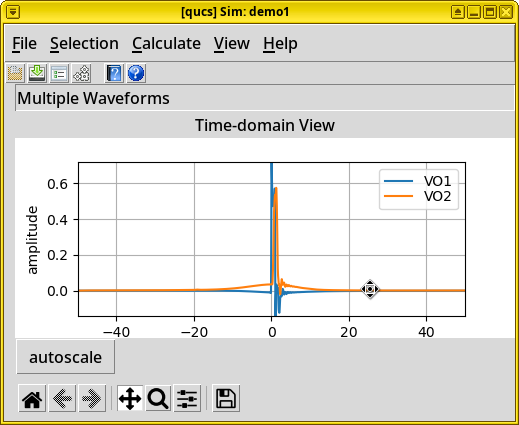 [qucs] Sim: demo1
File Selection Calculate View Help
Multiple Waveforms
Time-domain View
VO1
VO2
0.6
0.4
0.2
0.0
amplitude
−40 −20 0 20 40
autoscale